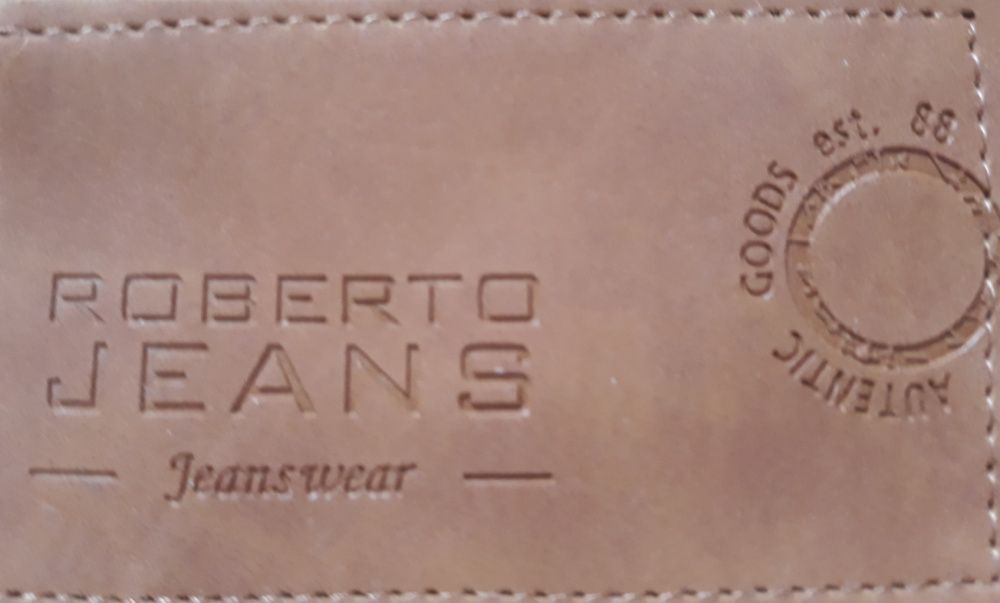 ROBERTO
JEANS
Jeanswear
AUTENTIC GOODS est. 88